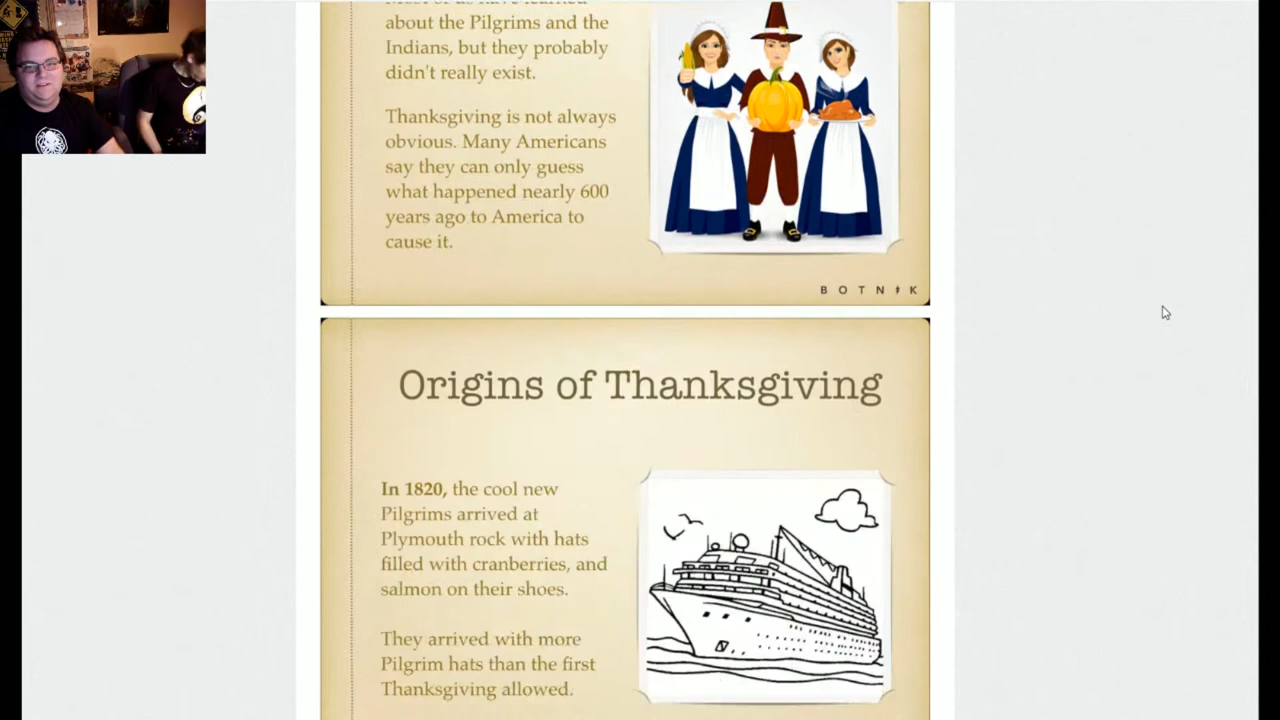 about the Pilgrims and the
Indians, but they probably
didn't really exist.
Thanksgiving is not always
obvious. Many Americans
say they can only guess
what happened nearly 600
years ago to America to
cause it.
BOTNIK
Origins of Thanksgiving
In 1820, the cool new
Pilgrims arrived at
Plymouth rock with hats
filled with cranberries, and
salmon on their shoes.
They arrived with more
Pilgrim hats than the first
Thanksgiving allowed.